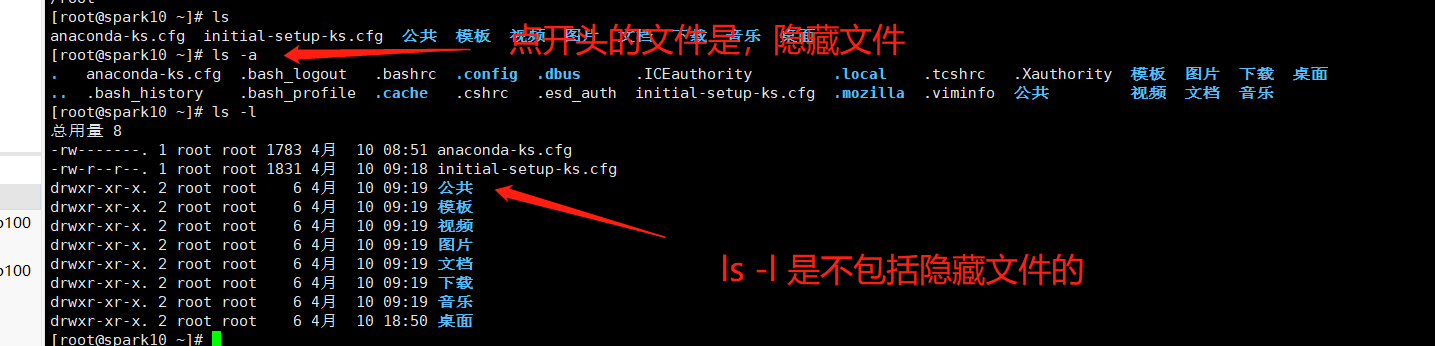 /root
[root@spark10 ~]# ls
anaconda-ks.cfg  initial-setup-ks.cfg  公共  模板  视频  图片  文档  下载  音乐  桌面
点开头的文件是，隐藏文件
[root@spark10 ~]# ls -a
.   anaconda-ks.cfg  .bash_logout   .bashrc  .config  .dbus      .ICEauthority         .local    .tcshrc   .Xauthority  模板  图片  下载  桌面
..  .bash_history    .bash_profile  .cache   .cshrc   .esd_auth  initial-setup-ks.cfg  .mozilla  .viminfo  公共         视频  文档  音乐
[root@spark10 ~]# ls -l
总用量 8
-rw-------. 1 root root 1783 4月  10 08:51 anaconda-ks.cfg
-rw-r--r--. 1 root root 1831 4月  10 09:18 initial-setup-ks.cfg
drwxr-xr-x. 2 root root    6 4月  10 09:19 公共
drwxr-xr-x. 2 root root    6 4月  10 09:19 模板
drwxr-xr-x. 2 root root    6 4月  10 09:19 视频
drwxr-xr-x. 2 root root    6 4月  10 09:19 图片
drwxr-xr-x. 2 root root    6 4月  10 09:19 文档
drwxr-xr-x. 2 root root    6 4月  10 09:19 下载
drwxr-xr-x. 2 root root    6 4月  10 09:19 音乐
drwxr-xr-x. 2 root root    6 4月  10 18:50 桌面
[root@spark10 ~]#
ls -l 是不包括隐藏文件的
p100
p100